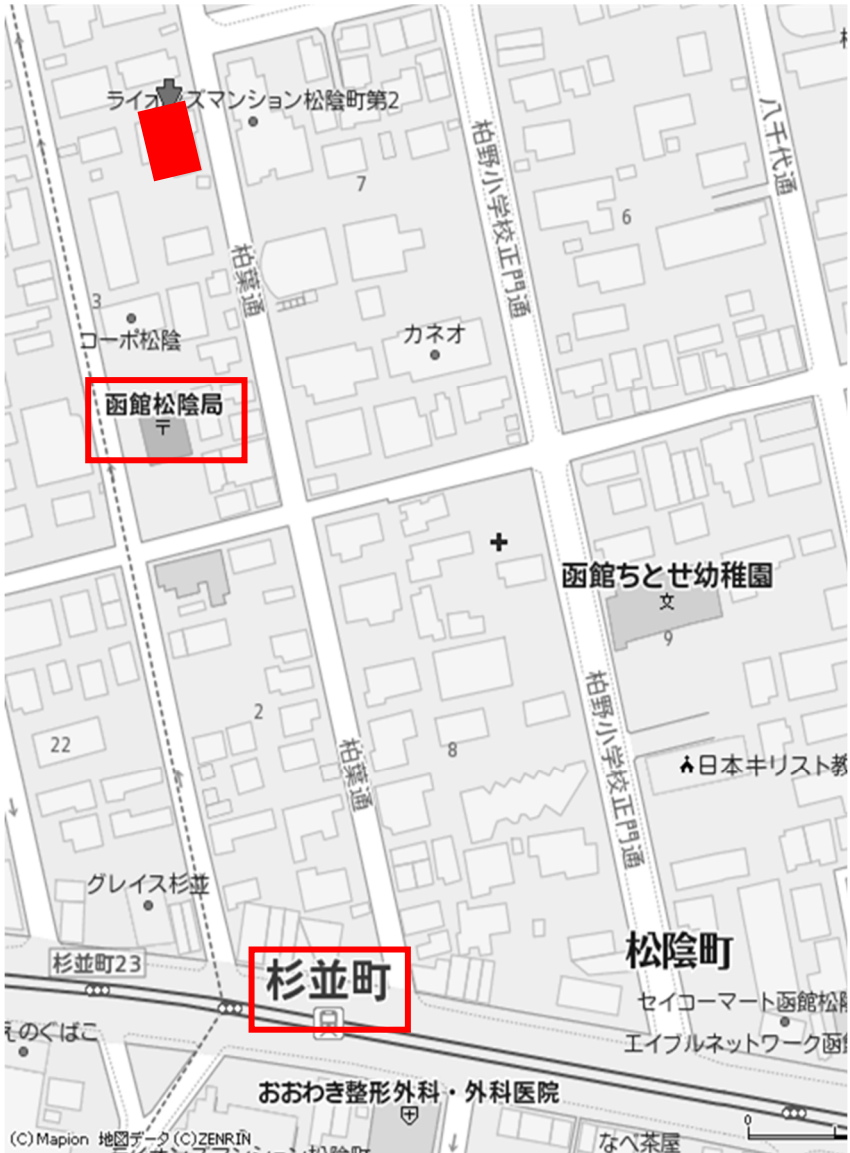 ライオンズマンション松陰町第2
柏野小学校正門通
八千代通
7
6
柏葉通
3
コーポ松陰
カネオ
函館松陰局
〒
函館ちとせ幼稚園
文
9
2
22
8
柏葉通
柏野小学校正門通
日本キリスト教
グレイス杉並
杉並町23
杉並町
松陰町
セイコーマート函館松陰
えのくばこ
エイブルネットワーク函館
おおわき整形外科・外科医院
0
(C)Mapion 地図データ(C)ZENRIN
なべ茶屋